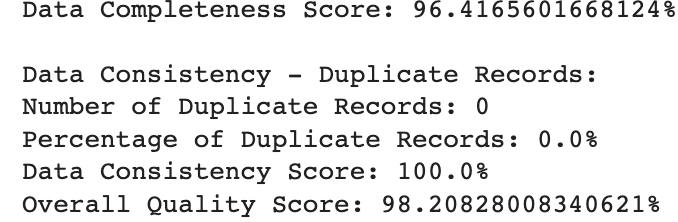 Data Completeness Score: 96.4165601668124%
Data Consistency - Duplicate Records:
Number of Duplicate Records: 0
Percentage of Duplicate Records: 0.0%
Data Consistency Score: 100.0%
Overall Quality Score: 98.20828008340621%